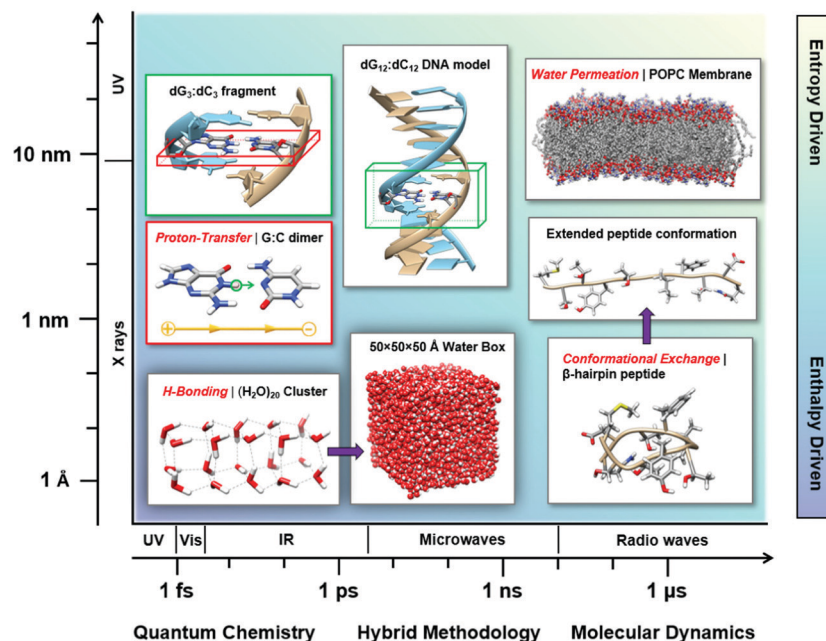 dG₃:dC₃ fragment
dG₁₂:dC₁₂ DNA model
Water Permeation | POPC Membrane
Proton-Transfer | G:C dimer
+
−
Extended peptide conformation
H-Bonding | (H2O)20 Cluster
50×50×50 Å Water Box
Conformational Exchange |
β-hairpin peptide
UV
X rays
10 nm
1 nm
1 Å
Entropy Driven
Enthalpy Driven
UV
Vis
IR
Microwaves
Radio waves
1 fs
1 ps
1 ns
1 µs
Quantum Chemistry
Hybrid Methodology
Molecular Dynamics